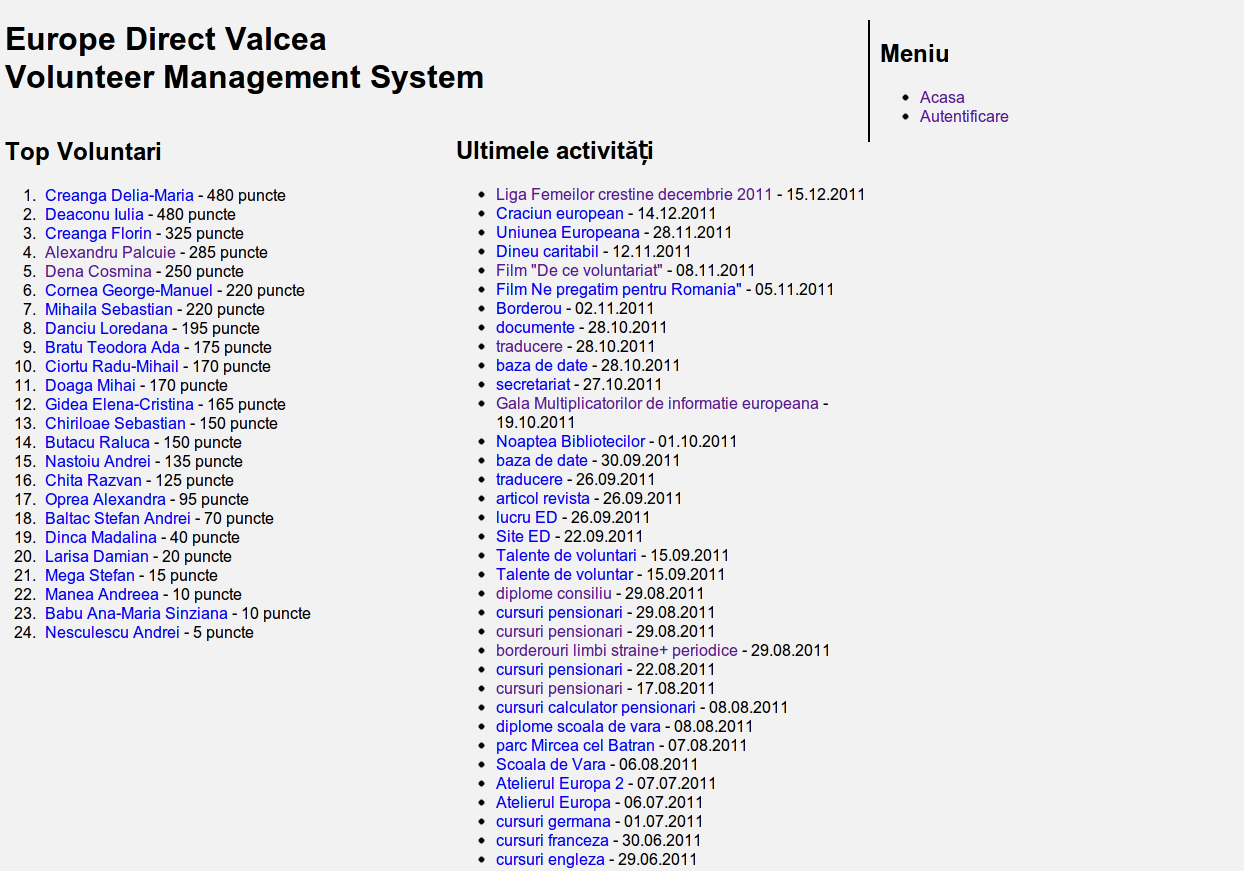 Europe Direct Valcea
Volunteer Management System
Top Voluntari
1. Creanga Delia-Maria - 480 puncte
2. Deaconu Iulia - 480 puncte
3. Creanga Florin - 325 puncte
4. Alexandru Palcuie - 285 puncte
5. Dena Cosmina - 250 puncte
6. Cornea George-Manuel - 220 puncte
7. Mihaila Sebastian - 220 puncte
8. Danciu Loredana - 195 puncte
9. Bratu Teodora Ada - 175 puncte
10. Ciortu Radu-Mihail - 170 puncte
11. Doaga Mihai - 170 puncte
12. Gidea Elena-Cristina - 165 puncte
13. Chiriloae Sebastian - 150 puncte
14. Butacu Raluca - 150 puncte
15. Nastoiu Andrei - 135 puncte
16. Chita Razvan - 125 puncte
17. Oprea Alexandra - 95 puncte
18. Baltac Stefan Andrei - 70 puncte
19. Dinca Madalina - 40 puncte
20. Larisa Damian - 20 puncte
21. Mega Stefan - 15 puncte
22. Manea Andreea - 10 puncte
23. Babu Ana-Maria Sinziana - 10 puncte
24. Nesculescu Andrei - 5 puncte
Ultimele activități
• Liga Femeilor crestine decembrie 2011 - 15.12.2011
• Craciun european - 14.12.2011
• Uniunea Europeana - 28.11.2011
• Dineu caritabil - 12.11.2011
• Film "De ce voluntariat" - 08.11.2011
• Film Ne pregatim pentru Romania" - 05.11.2011
• Borderou - 02.11.2011
• documente - 28.10.2011
• traducere - 28.10.2011
• baza de date - 28.10.2011
• secretariat - 27.10.2011
• Gala Multiplicatorilor de informatie europeana -
19.10.2011
• Noaptea Bibliotecilor - 01.10.2011
• baza de date - 30.09.2011
• traducere - 26.09.2011
• articol revista - 26.09.2011
• lucru ED - 26.09.2011
• Site ED - 22.09.2011
• Talente de voluntari - 15.09.2011
• Talente de voluntar - 15.09.2011
• diplome consiliu - 29.08.2011
• cursuri pensionari - 29.08.2011
• cursuri pensionari - 29.08.2011
• borderouri limbi straine+ periodice - 29.08.2011
• cursuri pensionari - 22.08.2011
• cursuri pensionari - 17.08.2011
• cursuri calculator pensionari - 08.08.2011
• diplome scoala de vara - 08.08.2011
• parc Mircea cel Batran - 07.08.2011
• Scoala de Vara - 06.08.2011
• Atelierul Europa 2 - 07.07.2011
• Atelierul Europa - 06.07.2011
• cursuri germana - 01.07.2011
• cursuri franceza - 30.06.2011
• cursuri engleza - 29.06.2011
Meniu
• Acasa
• Autentificare